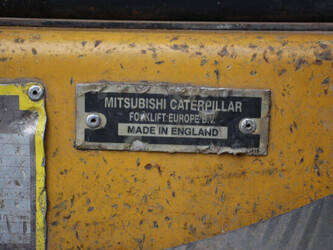 MITSUBISHI CATERPILLAR
FORKLIFT EUROPE B.V.
MADE IN ENGLAND